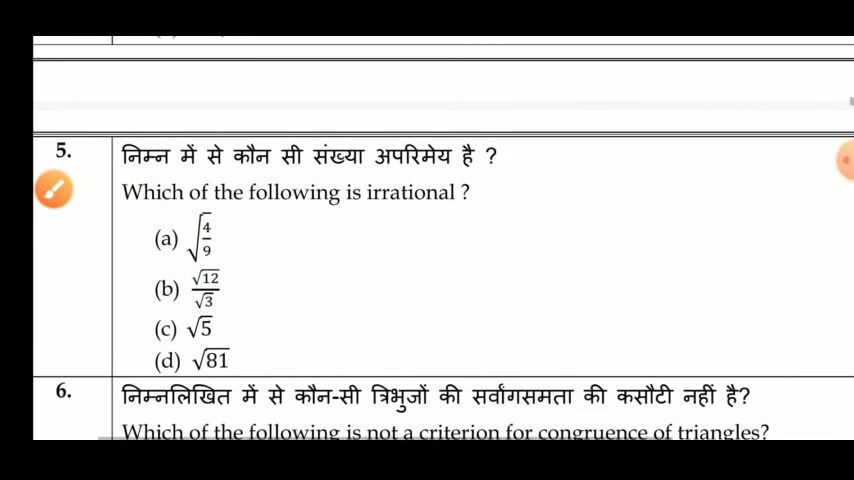 5.
निम्न में से कौन सी संख्या अपरिमेय है ?
Which of the following is irrational ?
(a) √(4/9)
(b) √12/√3
(c) √5
(d) √81
6.
निम्नलिखित में से कौन-सी त्रिभुजों की सर्वांगसमता की कसौटी नहीं है?
Which of the following is not a criterion for congruence of triangles?